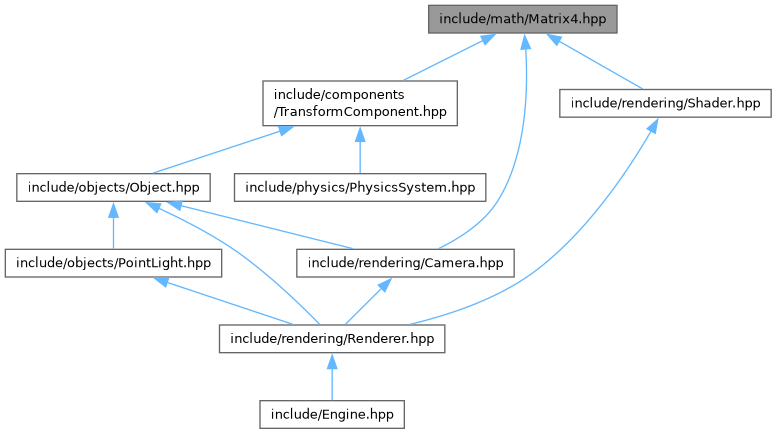 include/math/Matrix4.hpp
include/components
/TransformComponent.hpp
include/rendering/Shader.hpp
include/objects/Object.hpp
include/physics/PhysicsSystem.hpp
include/objects/PointLight.hpp
include/rendering/Camera.hpp
include/rendering/Renderer.hpp
include/Engine.hpp